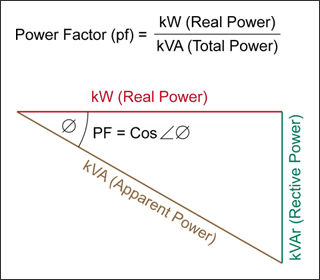 Power Factor (pf) = kW (Real Power)
kVA (Total Power)
kW (Real Power)
∅ PF = Cos∠∅
kVA (Apparent Power)
kVAr (Rective Power)